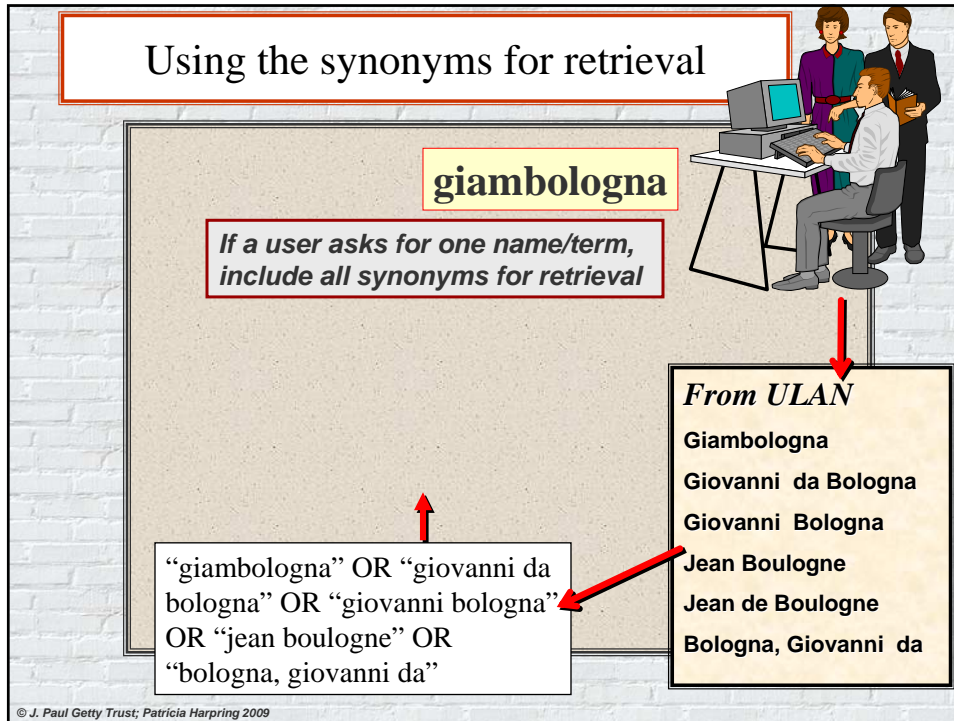 Using the synonyms for retrieval
giambologna
If a user asks for one name/term,
include all synonyms for retrieval
From ULAN
Giambologna
Giovanni da Bologna
Giovanni Bologna
Jean Boulogne
Jean de Boulogne
Bologna, Giovanni da
“giambologna” OR “giovanni da
bologna” OR “giovanni bologna”
OR “jean boulogne” OR
“bologna, giovanni da”
© J. Paul Getty Trust; Patricia Harpring 2009